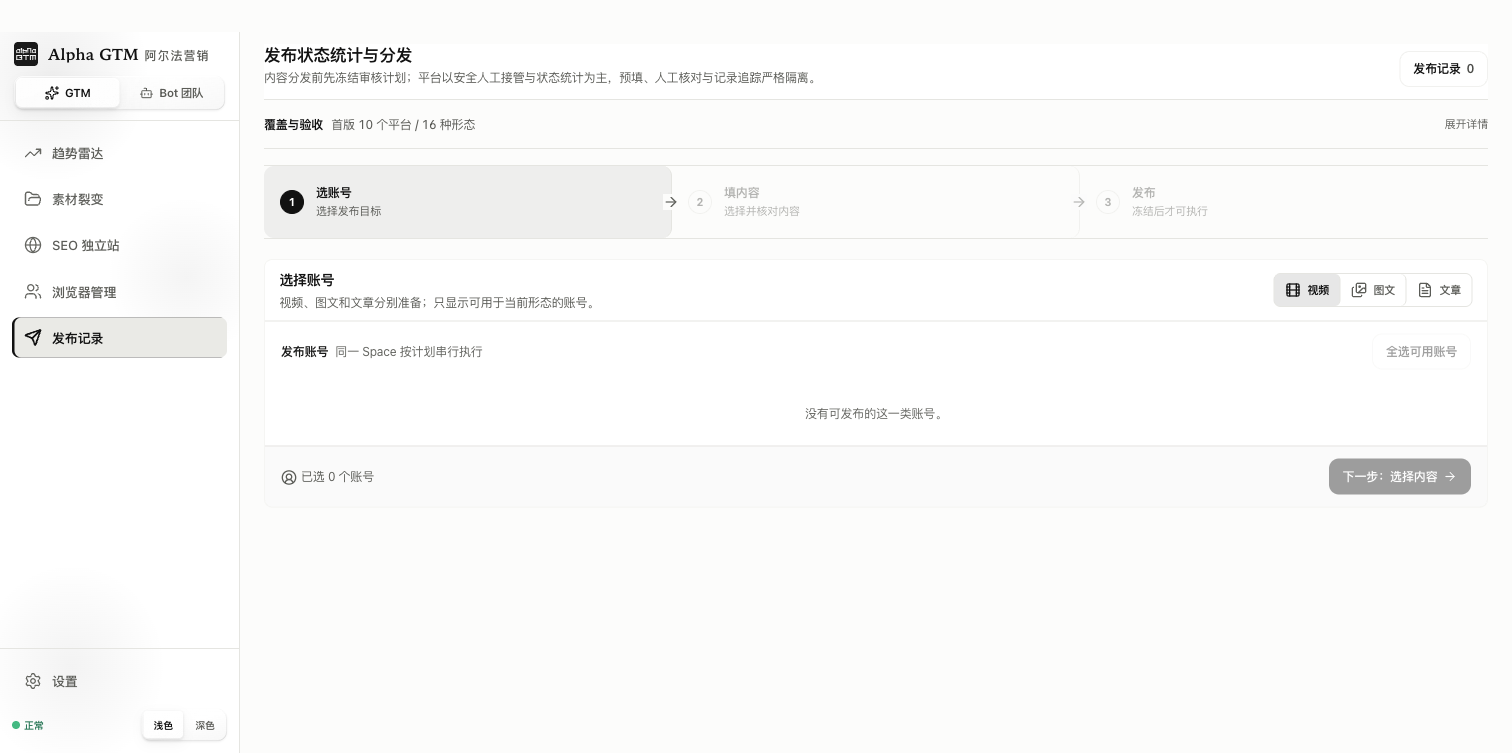 alpha GTM
Alpha GTM 阿尔法营销
GTM
Bot 团队
趋势雷达
素材裂变
SEO 独立站
浏览器管理
发布记录
设置
正常
浅色
深色
发布状态统计与分发
内容分发前先冻结审核计划；平台以安全人工接管与状态统计为主，预填、人工核对与记录追踪严格隔离。
发布记录 0
覆盖与验收 首版 10 个平台 / 16 种形态
展开详情
1
选账号
选择发布目标
2
填内容
选择并核对内容
3
发布
冻结后才可执行
选择账号
视频、图文和文章分别准备；只显示可用于当前形态的账号。
视频
图文
文章
发布账号 同一 Space 按计划串行执行
全选可用账号
没有可发布的这一类账号。
已选 0 个账号
下一步：选择内容